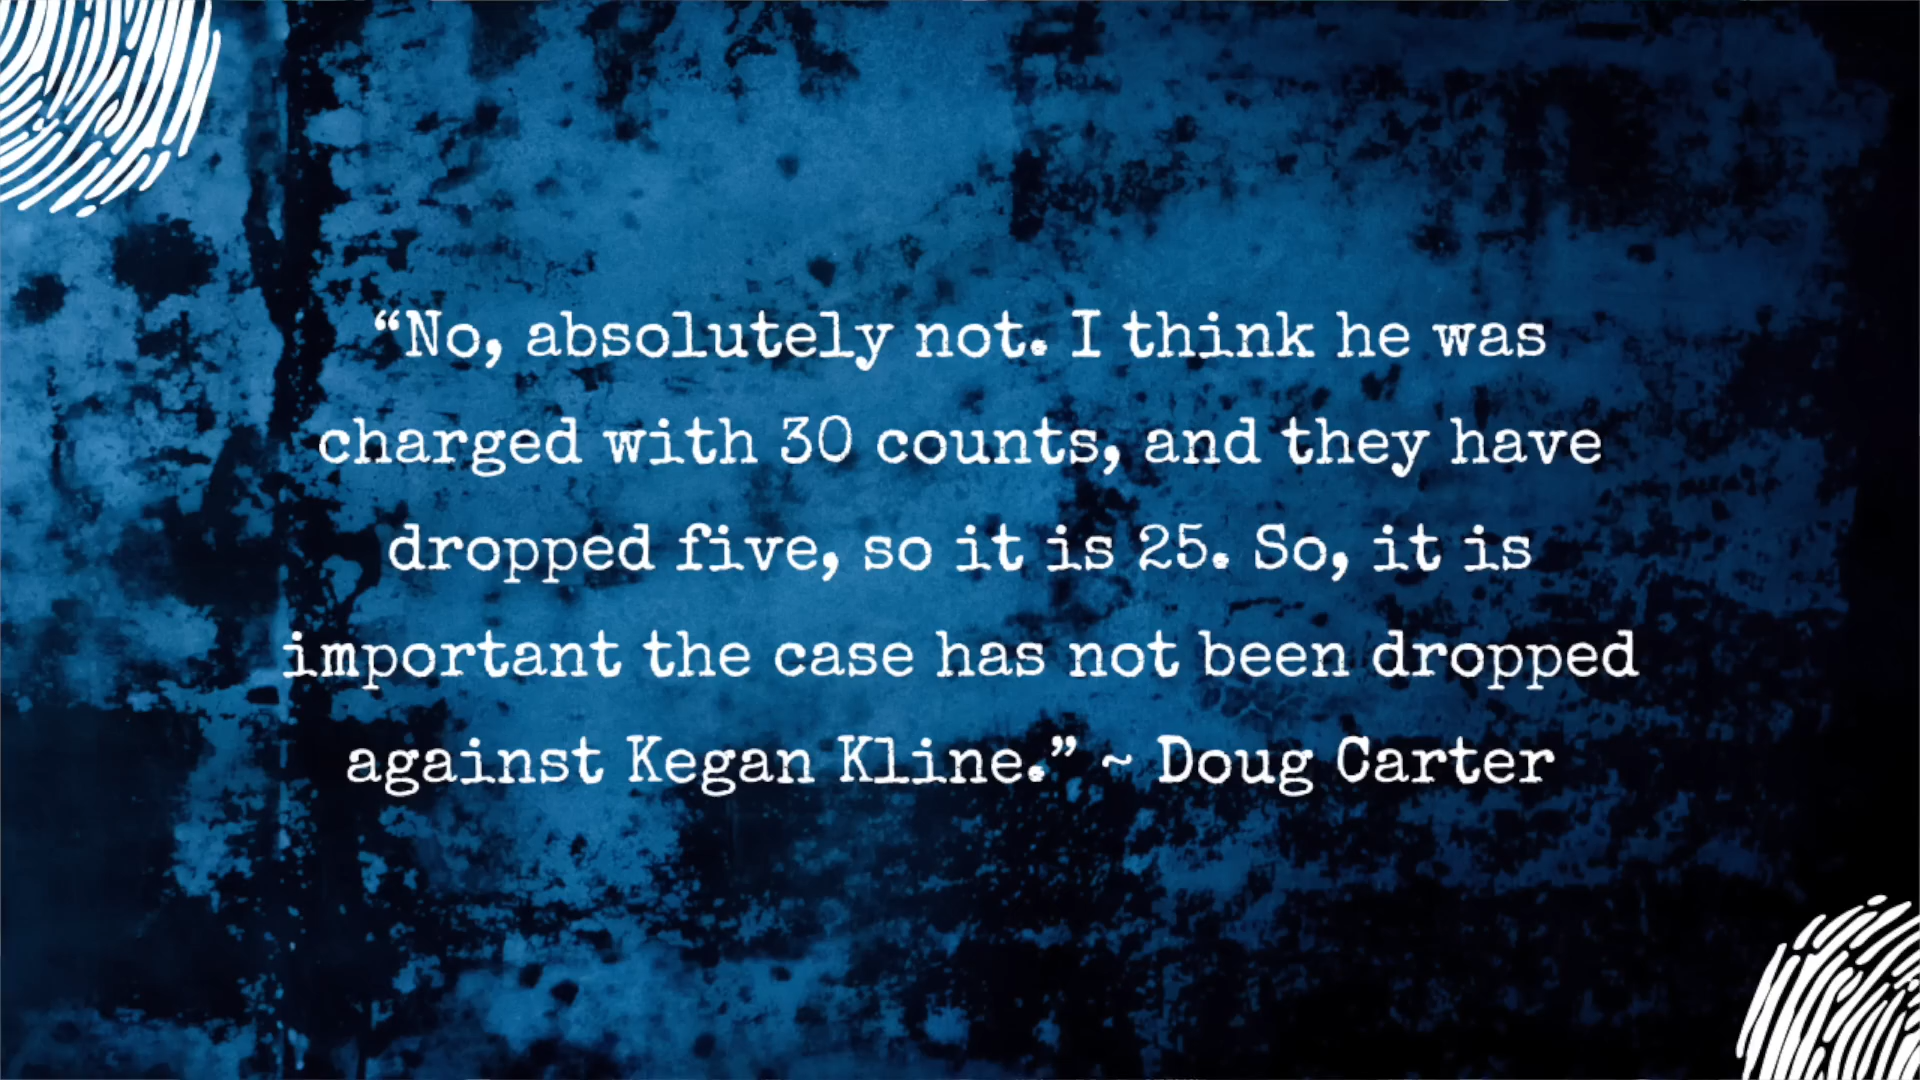 “No, absolutely not. I think he was
charged with 30 counts, and they have
dropped five, so it is 25. So, it is
important the case has not been dropped
against Kegan Kline.” ~ Doug Carter